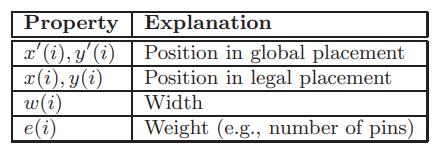 Property Explanation
x′(i), y′(i) Position in global placement
x(i), y(i) Position in legal placement
w(i) Width
e(i) Weight (e.g., number of pins)